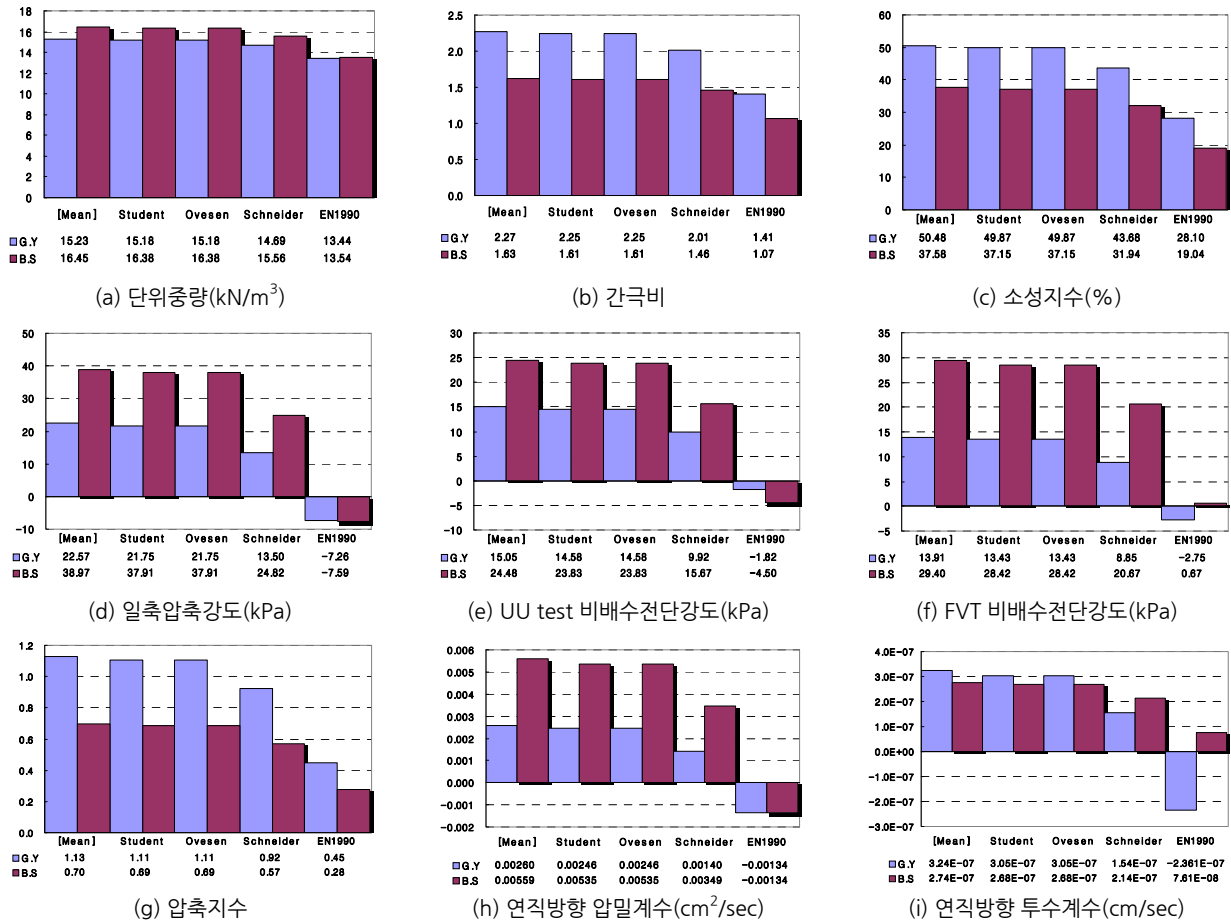 18
16
14
12
10
8
6
4
2
0
[Mean] Student Ovesen Schneider EN1990
G.Y 15.23 15.18 15.18 14.69 13.44
B.S 16.45 16.38 16.38 15.56 13.54
(a) 단위중량(kN/m³)
2.5
2.0
1.5
1.0
0.5
0.0
[Mean] Student Ovesen Schneider EN1990
G.Y 2.27 2.25 2.25 2.01 1.41
B.S 1.63 1.61 1.61 1.46 1.07
(b) 간극비
60
50
40
30
20
10
0
[Mean] Student Ovesen Schneider EN1990
G.Y 50.48 49.87 49.87 43.68 28.10
B.S 37.58 37.15 37.15 31.94 19.04
(c) 소성지수(%)
50
40
30
20
10
0
-10
[Mean] Student Ovesen Schneider EN1990
G.Y 22.57 21.75 21.75 13.50 -7.26
B.S 38.97 37.91 37.91 24.82 -7.59
(d) 일축압축강도(kPa)
30
25
20
15
10
5
0
-5
-10
[Mean] Student Ovesen Schneider EN1990
G.Y 15.05 14.58 14.58 9.92 -1.82
B.S 24.48 23.83 23.83 15.67 -4.50
(e) UU test 비배수전단강도(kPa)
35
30
25
20
15
10
5
0
-5
[Mean] Student Ovesen Schneider EN1990
G.Y 13.91 13.43 13.43 8.85 -2.75
B.S 29.40 28.42 28.42 20.67 0.67
(f) FVT 비배수전단강도(kPa)
1.2
1.0
0.8
0.6
0.4
0.2
0.0
[Mean] Student Ovesen Schneider EN1990
G.Y 1.13 1.11 1.11 0.92 0.45
B.S 0.70 0.69 0.69 0.57 0.28
(g) 압축지수
0.006
0.005
0.004
0.003
0.002
0.001
0.000
-0.001
-0.002
[Mean] Student Ovesen Schneider EN1990
G.Y 0.00260 0.00246 0.00246 0.00140 -0.00134
B.S 0.00559 0.00535 0.00535 0.00349 -0.00134
(h) 연직방향 압밀계수(cm²/sec)
4.0E-07
3.0E-07
2.0E-07
1.0E-07
0.0E+00
-1.0E-07
-2.0E-07
-3.0E-07
[Mean] Student Ovesen Schneider EN1990
G.Y 3.24E-07 3.05E-07 3.05E-07 1.54E-07 -2.361E-07
B.S 2.74E-07 2.68E-07 2.68E-07 2.14E-07 7.61E-08
(i) 연직방향 투수계수(cm/sec)